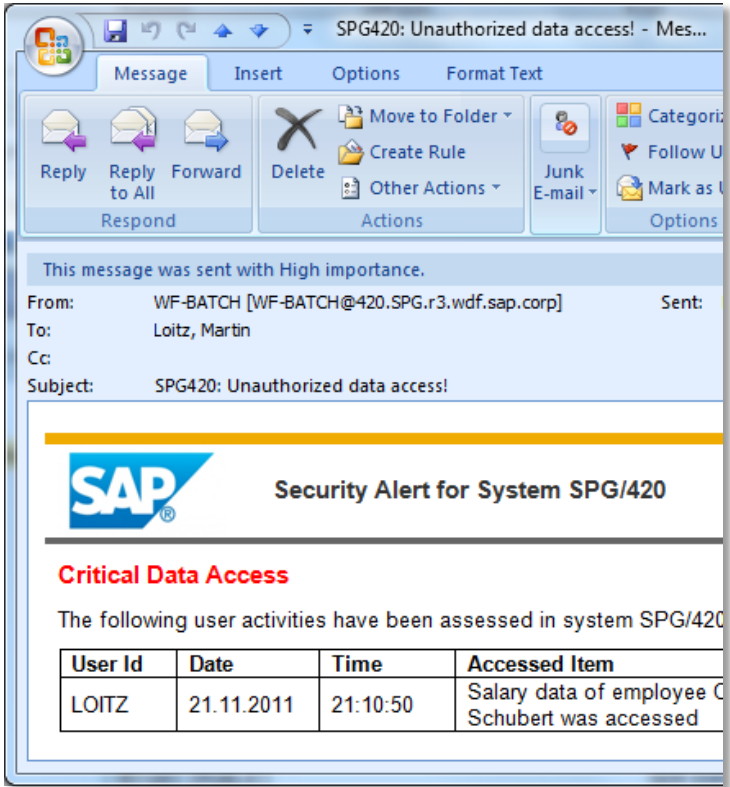 SPG420: Unauthorized data access! - Mes...
Message Insert Options Format Text
Reply
Reply to All
Forward
Respond
Delete
Move to Folder
Create Rule
Other Actions
Actions
Junk E-mail
Categoriz
Follow U
Mark as U
Options
This message was sent with High importance.
From: WF-BATCH [WF-BATCH@420.SPG.r3.wdf.sap.corp] Sent:
To: Loitz, Martin
Cc:
Subject: SPG420: Unauthorized data access!
SAP®
Security Alert for System SPG/420
Critical Data Access
The following user activities have been assessed in system SPG/420
User Id Date Time Accessed Item
LOITZ 21.11.2011 21:10:50 Salary data of employee C
Schubert was accessed